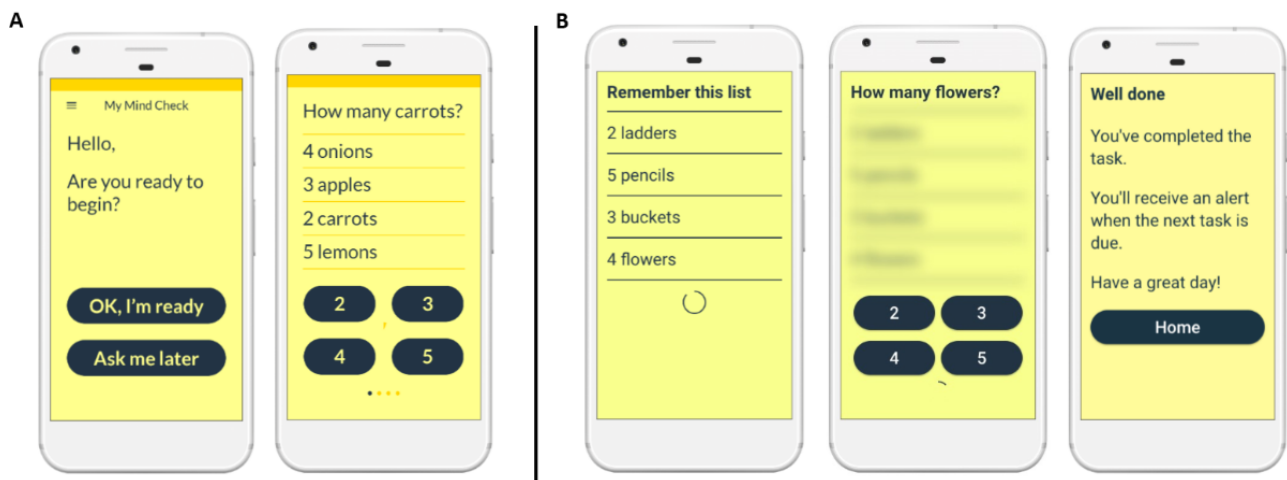 A
My Mind Check
Hello,
Are you ready to
begin?
OK, I'm ready
Ask me later
How many carrots?
4 onions
3 apples
2 carrots
5 lemons
2 3
4 5
B
Remember this list
2 ladders
5 pencils
3 buckets
4 flowers
How many flowers?
2 3
4 5
Well done
You've completed the
task.
You'll receive an alert
when the next task is
due.
Have a great day!
Home